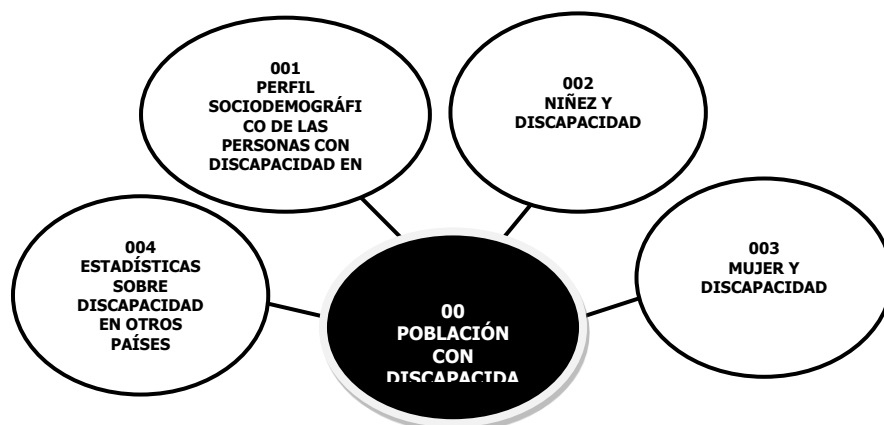 001
PERFIL
SOCIODEMOGRÁFI
CO DE LAS
PERSONAS CON
DISCAPACIDAD EN
002
NIÑEZ Y
DISCAPACIDAD
003
MUJER Y
DISCAPACIDAD
004
ESTADÍSTICAS
SOBRE
DISCAPACIDAD
EN OTROS
PAÍSES
00
POBLACIÓN
CON
DISCAPACIDA